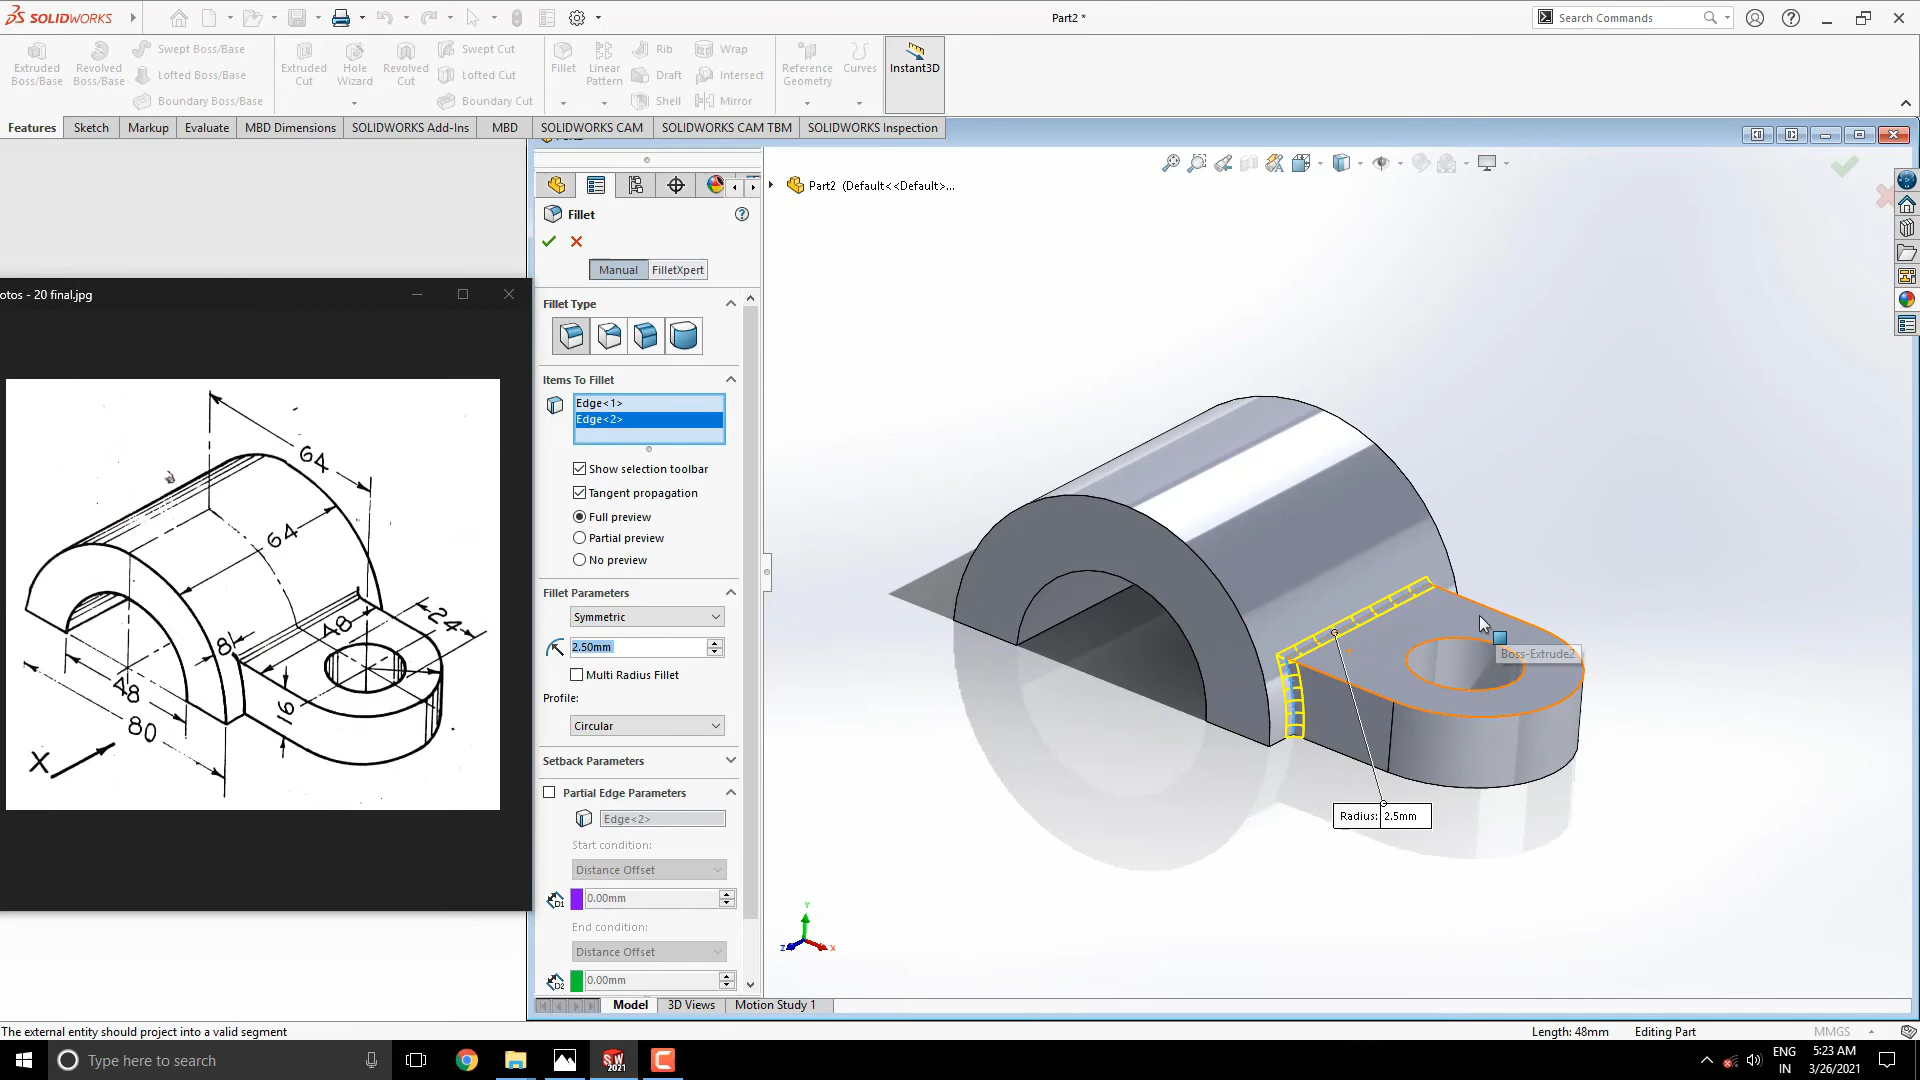 SOLIDWORKS
Part2 *
Search Commands
Extruded Boss/Base
Revolved Boss/Base
Swept Boss/Base
Lofted Boss/Base
Boundary Boss/Base
Extruded Cut
Hole Wizard
Revolved Cut
Swept Cut
Lofted Cut
Boundary Cut
Fillet
Linear Pattern
Rib
Draft
Shell
Wrap
Intersect
Mirror
Reference Geometry
Curves
Instant3D
Features
Sketch
Markup
Evaluate
MBD Dimensions
SOLIDWORKS Add-Ins
MBD
SOLIDWORKS CAM
SOLIDWORKS CAM TBM
SOLIDWORKS Inspection
Part2 (Default<<Default>...
Fillet
Manual
FilletXpert
Fillet Type
Items To Fillet
Edge<1>
Edge<2>
Show selection toolbar
Tangent propagation
Full preview
Partial preview
No preview
Fillet Parameters
Symmetric
2.50mm
Multi Radius Fillet
Profile:
Circular
Setback Parameters
Partial Edge Parameters
Edge<2>
Start condition:
Distance Offset
D1
0.00mm
End condition:
Distance Offset
D2
0.00mm
otos - 20 final.jpg
64
64
48
24
8
48
80
16
X
Boss-Extrude2
Radius: 2.5mm
Y
Z
X
Model
3D Views
Motion Study 1
The external entity should project into a valid segment
Length: 48mm
Editing Part
MMGS
Type here to search
SW
2021
ENG
IN
5:23 AM
3/26/2021